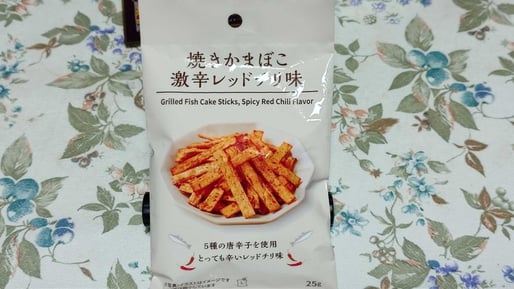 焼きかまぼこ
激辛レッドチリ味
Grilled Fish Cake Sticks, Spicy Red Chili Flavor
5種の唐辛子を使用
とっても辛いレッドチリ味
25g